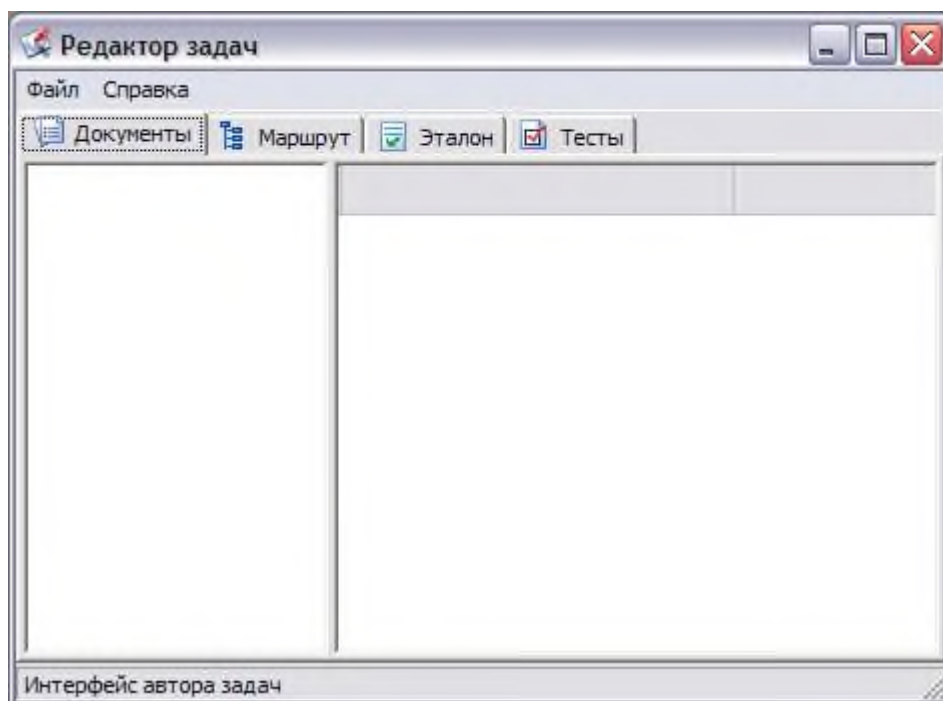 Редактор задач
Файл Справка
Документы Маршрут Эталон Тесты
Интерфейс автора задач